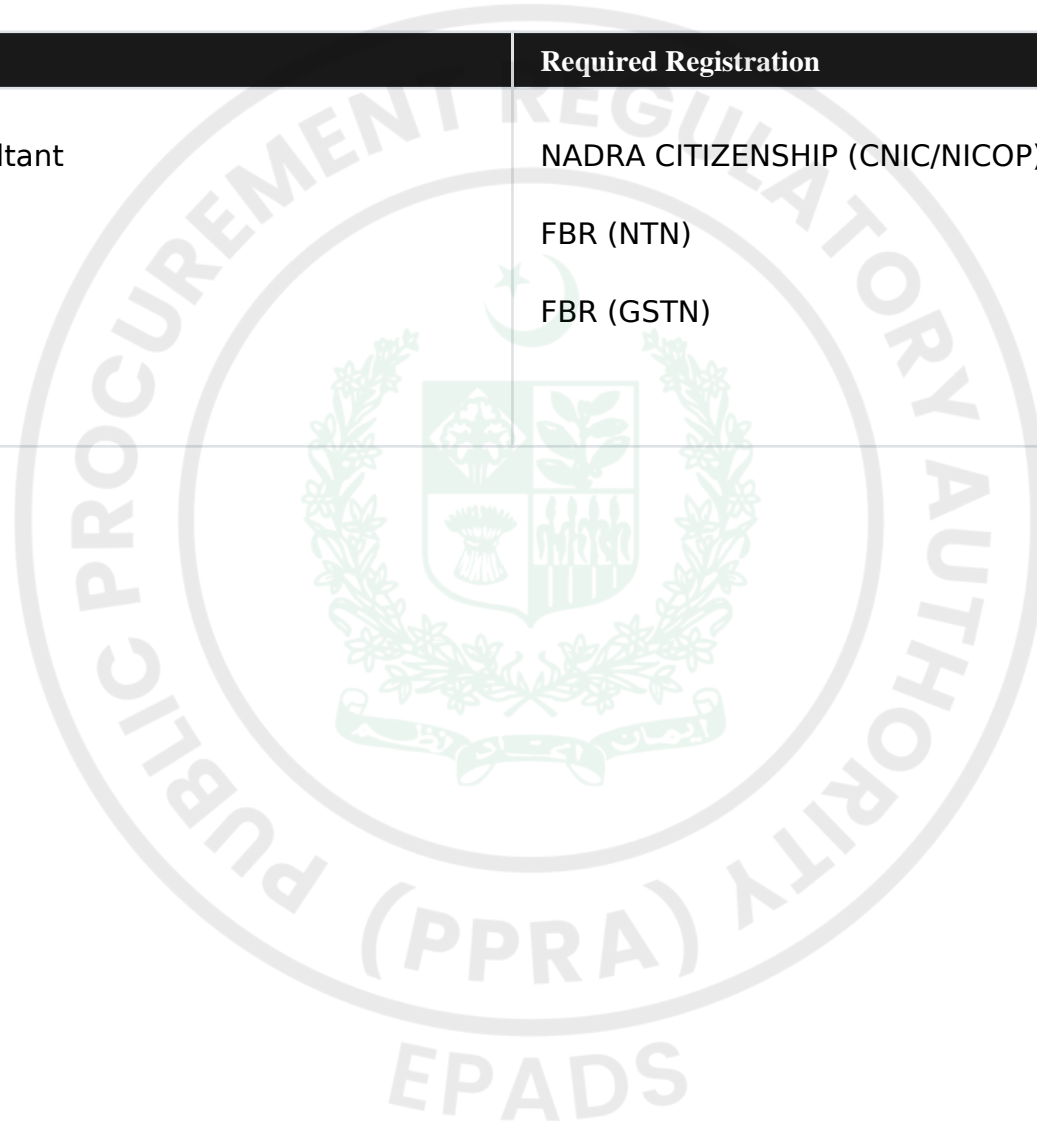 Required Registration
ltant NADRA CITIZENSHIP (CNIC/NICOP)
FBR (NTN)
FBR (GSTN)
PUBLIC PROCUREMENT REGULATORY AUTHORITY
(PPRA)
EPADS